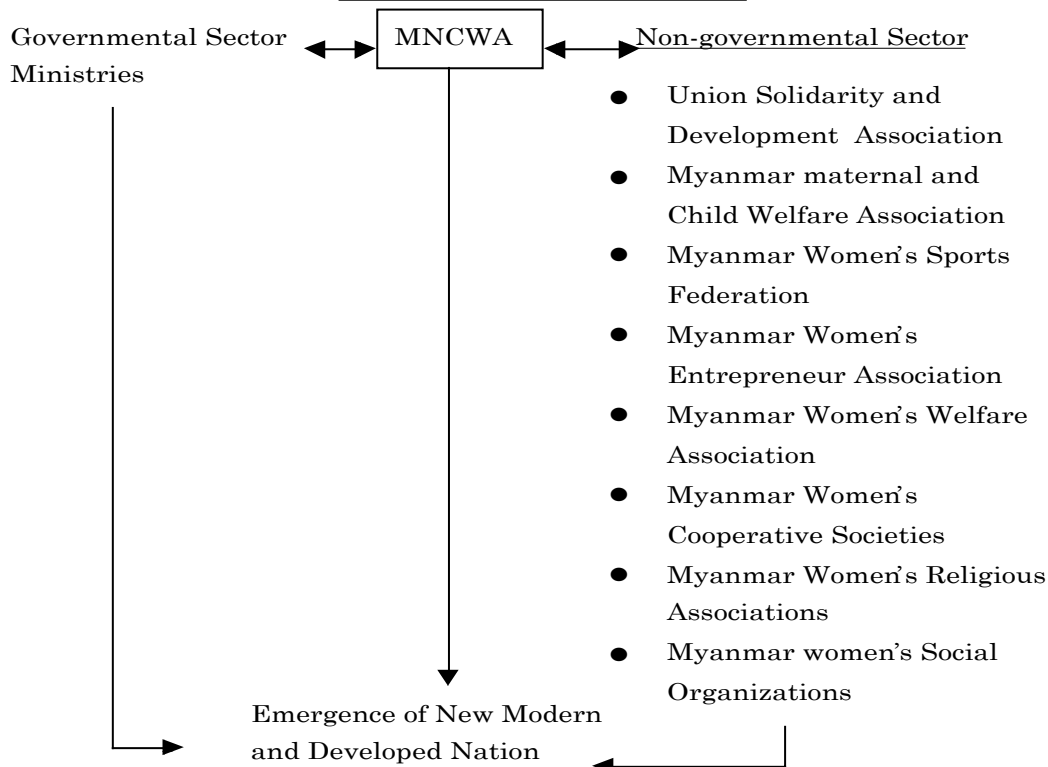 Governmental Sector
Ministries
MNCWA
Non-governmental Sector
● Union Solidarity and
Development Association
● Myanmar maternal and
Child Welfare Association
● Myanmar Women's Sports
Federation
● Myanmar Women's
Entrepreneur Association
● Myanmar Women's Welfare
Association
● Myanmar Women's
Cooperative Societies
● Myanmar Women's Religious
Associations
● Myanmar women's Social
Organizations
Emergence of New Modern
and Developed Nation